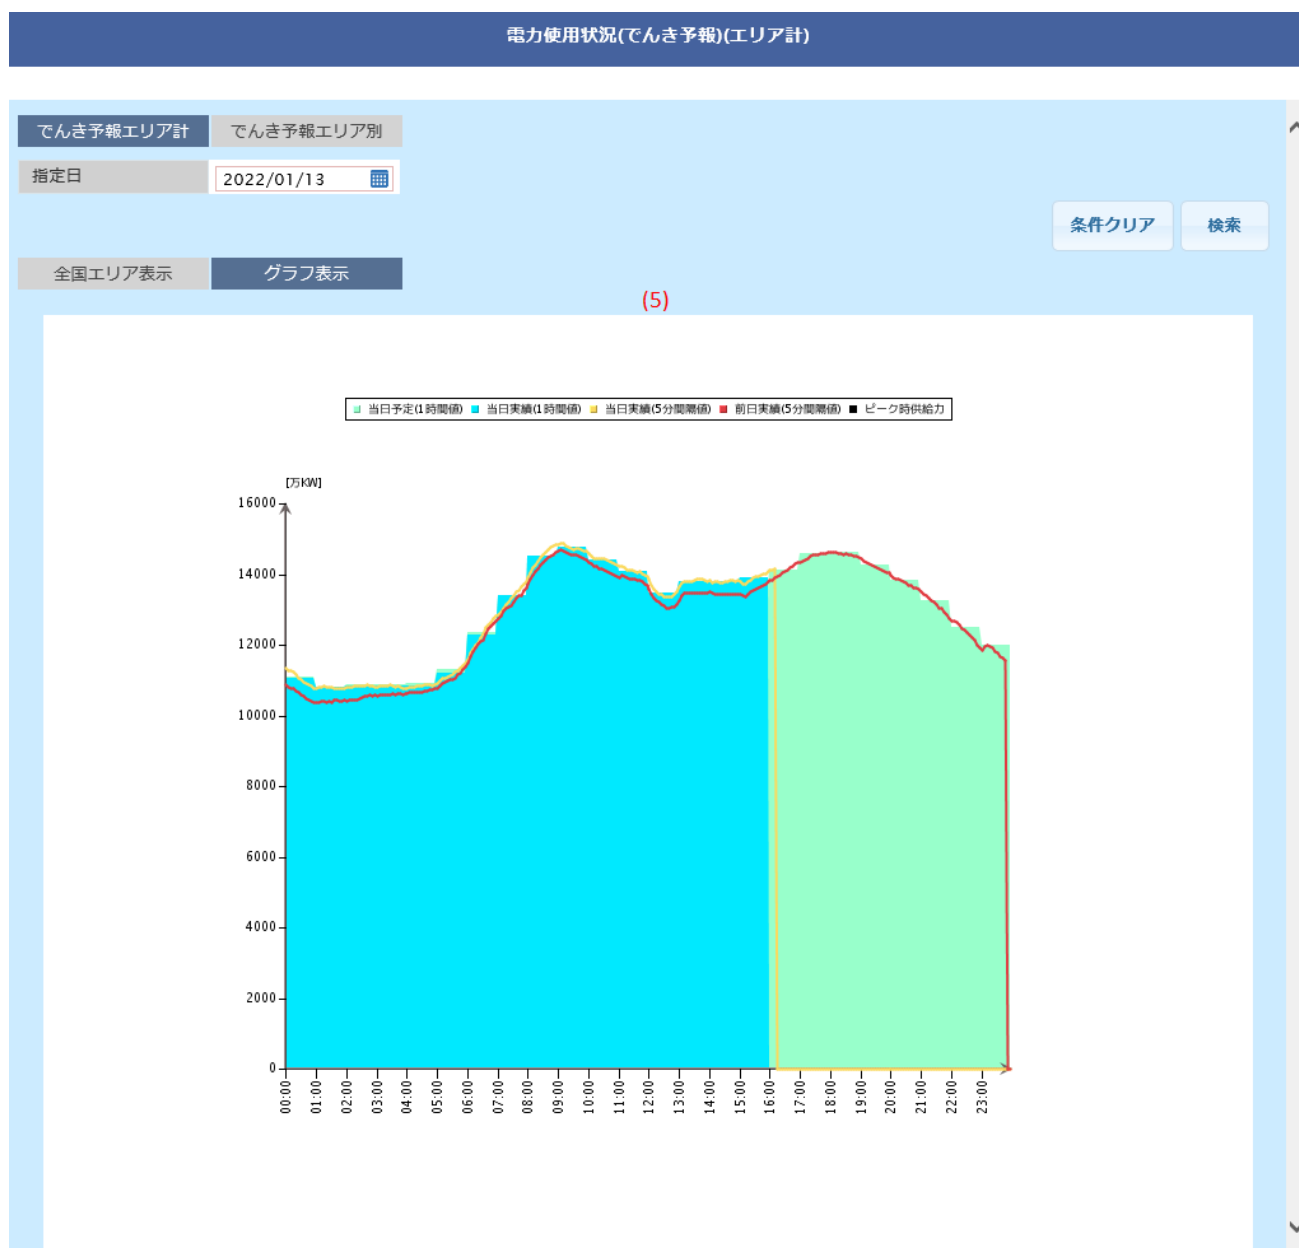 電力使用状況(でんき予報)(エリア計)
でんき予報エリア計 でんき予報エリア別
指定日 2022/01/13
条件クリア 検索
全国エリア表示 グラフ表示
(5)
当日予定(1時間値) 当日実績(1時間値) 当日実績(5分間隔値) 前日実績(5分間隔値) ピーク時供給力
[万KW]
16000
14000
12000
10000
8000
6000
4000
2000
0
00:00 01:00 02:00 03:00 04:00 05:00 06:00 07:00 08:00 09:00 10:00 11:00 12:00 13:00 14:00 15:00 16:00 17:00 18:00 19:00 20:00 21:00 22:00 23:00